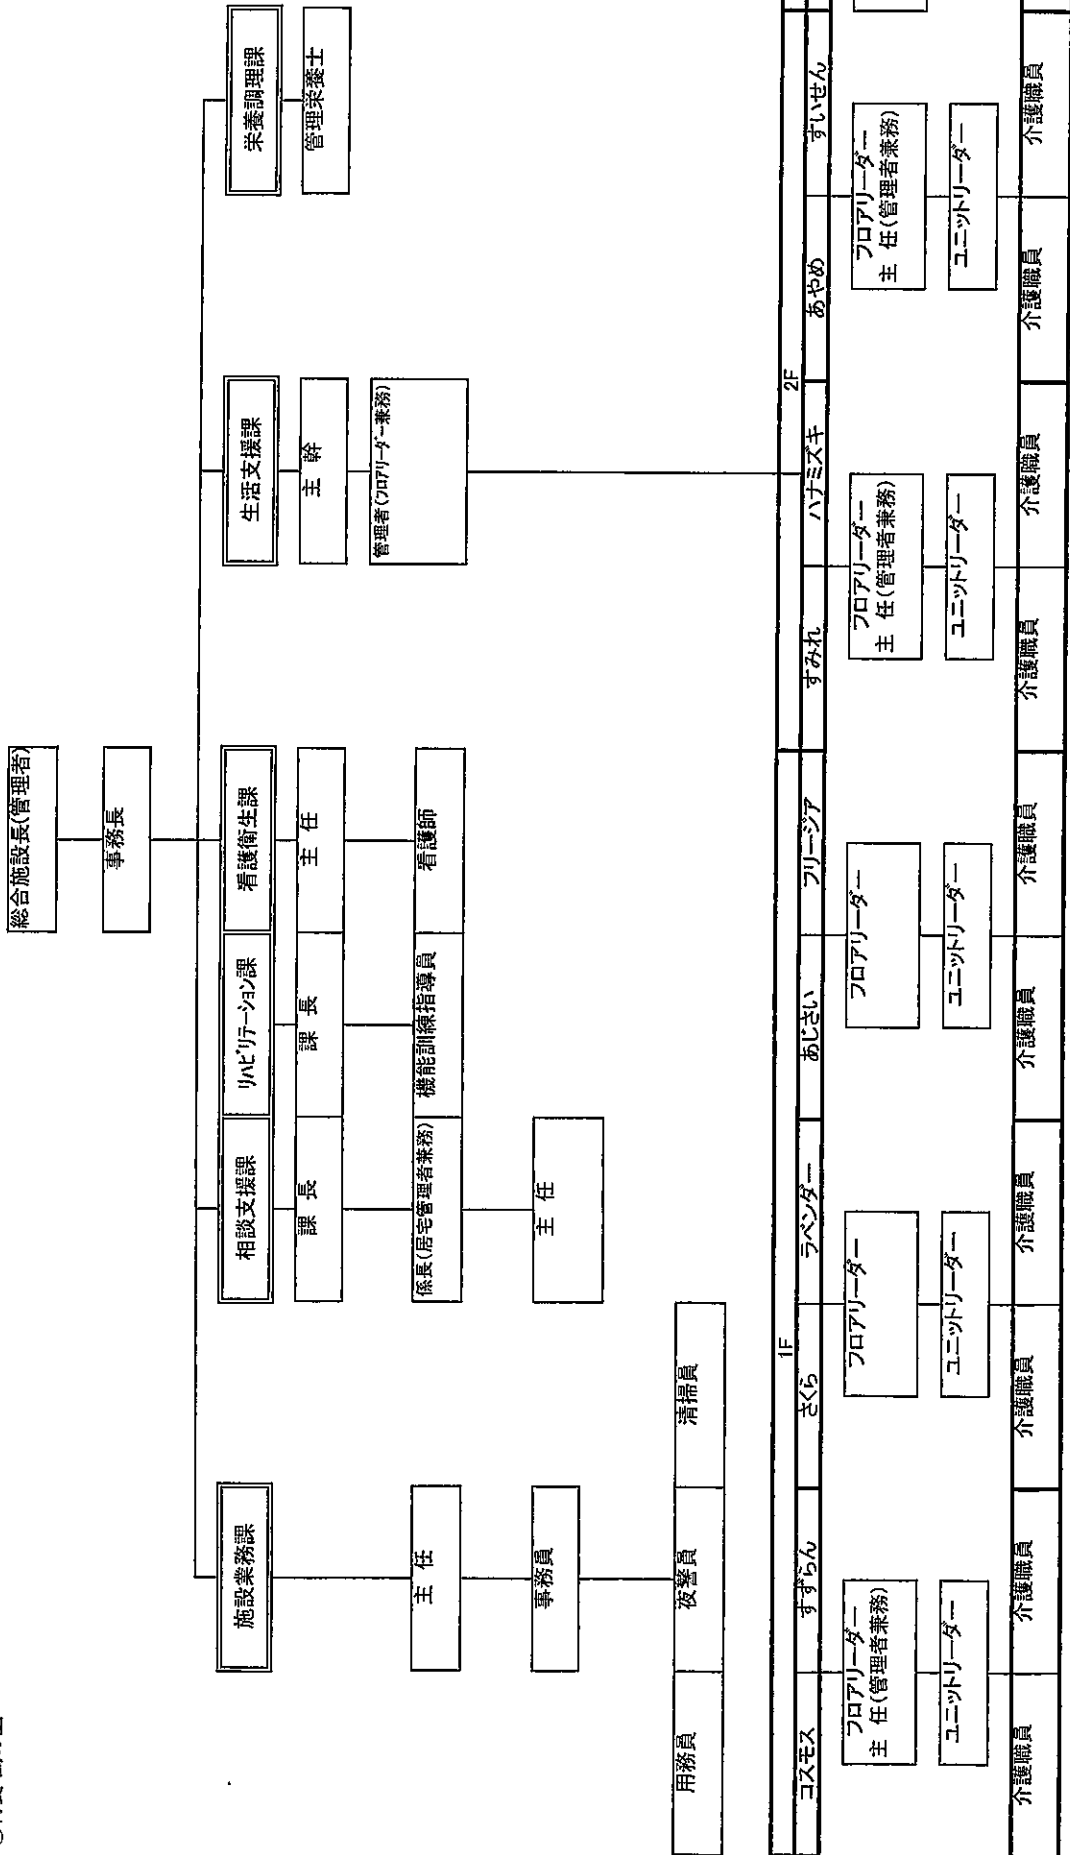 総合施設長(管理者)
事務長
施設業務課
相談支援課
リハビリテーション課
看護衛生課
生活支援課
栄養調理課
課 長
課 長
主 任
主 幹
管理栄養士
主 任
係長(居宅管理者兼務)
機能訓練指導員
看護師
管理者(フロアリーダー兼務)
事務員
主 任
用務員
夜警員
清掃員
1F
2F
コスモス
すずらん
さくら
ラベンダー
あじさい
フリージア
すみれ
ハナミズキ
あやめ
すいせん
フロアリーダー
主 任(管理者兼務)
フロアリーダー
フロアリーダー
フロアリーダー
主 任(管理者兼務)
フロアリーダー
主 任(管理者兼務)
ユニットリーダー
ユニットリーダー
ユニットリーダー
ユニットリーダー
ユニットリーダー
介護職員
介護職員
介護職員
介護職員
介護職員
介護職員
介護職員
介護職員
介護職員
介護職員